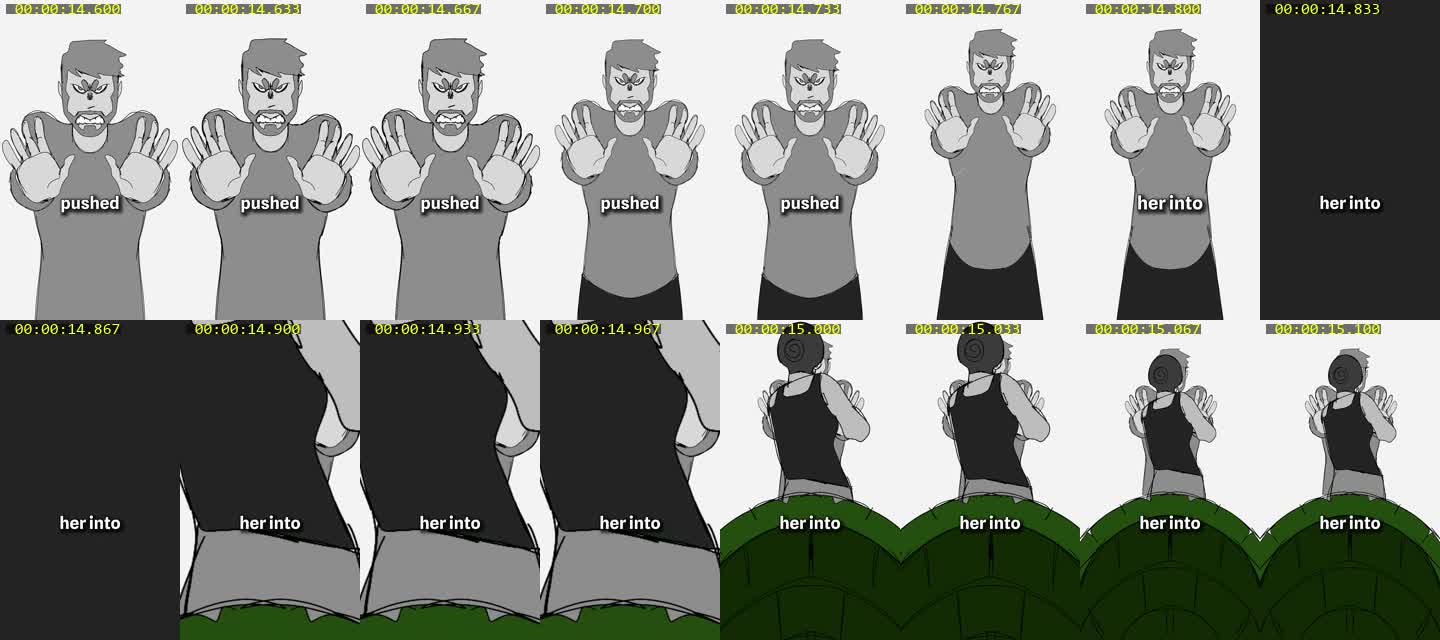 00:00:14.600 00:00:14.633 00:00:14.667 00:00:14.700 00:00:14.733 00:00:14.767 00:00:14.800 00:00:14.833
pushed pushed pushed pushed pushed her into her into
00:00:14.867 00:00:14.900 00:00:14.933 00:00:14.967 00:00:15.000 00:00:15.033 00:00:15.067 00:00:15.100
her into her into her into her into her into her into her into her into